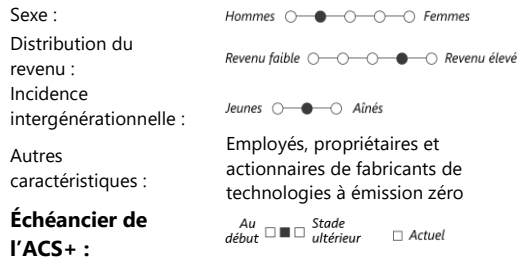 Sexe :
Hommes Femmes
Distribution du
revenu :
Revenu faible Revenu élevé
Incidence
intergénérationnelle :
Jeunes Aînés
Autres
caractéristiques :
Employés, propriétaires et
actionnaires de fabricants de
technologies à émission zéro
Échéancier de
l'ACS+ :
Au
début
Stade
ultérieur
Actuel